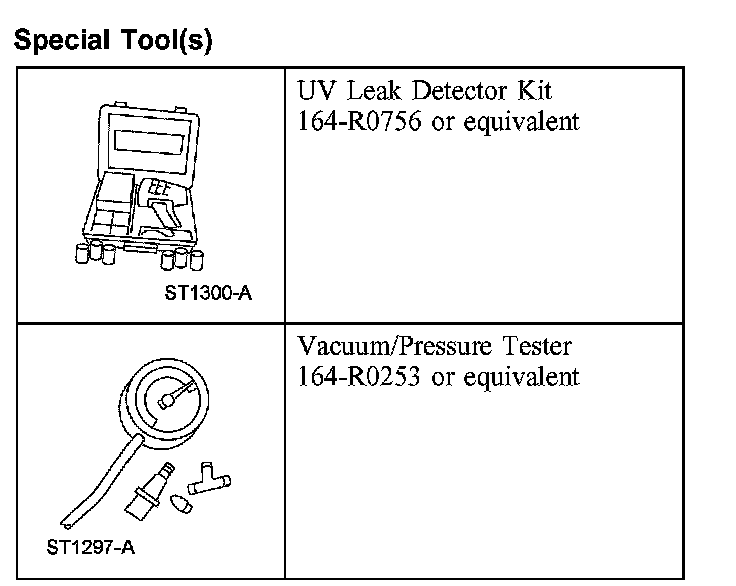 Special Tool(s)
UV Leak Detector Kit
164-R0756 or equivalent
ST1300-A
Vacuum/Pressure Tester
164-R0253 or equivalent
ST1297-A